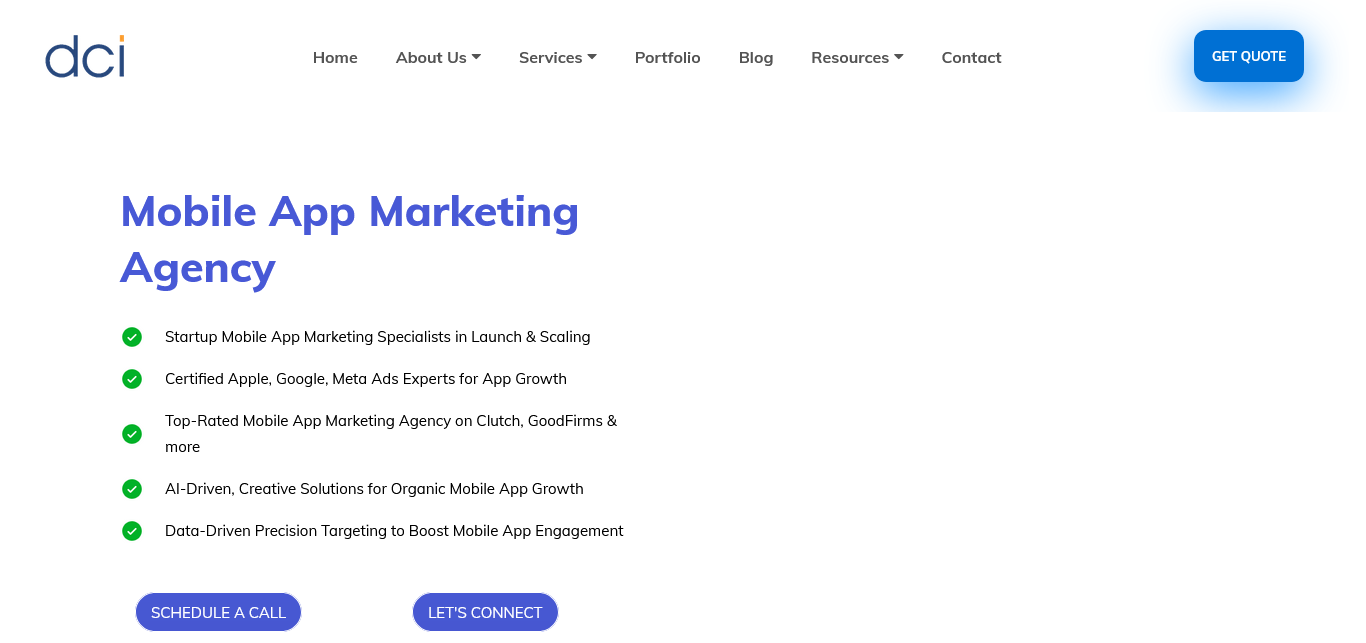 dci
Home
About Us
Services
Portfolio
Blog
Resources
Contact
GET QUOTE
Mobile App Marketing
Agency
Startup Mobile App Marketing Specialists in Launch & Scaling
Certified Apple, Google, Meta Ads Experts for App Growth
Top-Rated Mobile App Marketing Agency on Clutch, GoodFirms &
more
AI-Driven, Creative Solutions for Organic Mobile App Growth
Data-Driven Precision Targeting to Boost Mobile App Engagement
SCHEDULE A CALL
LET'S CONNECT